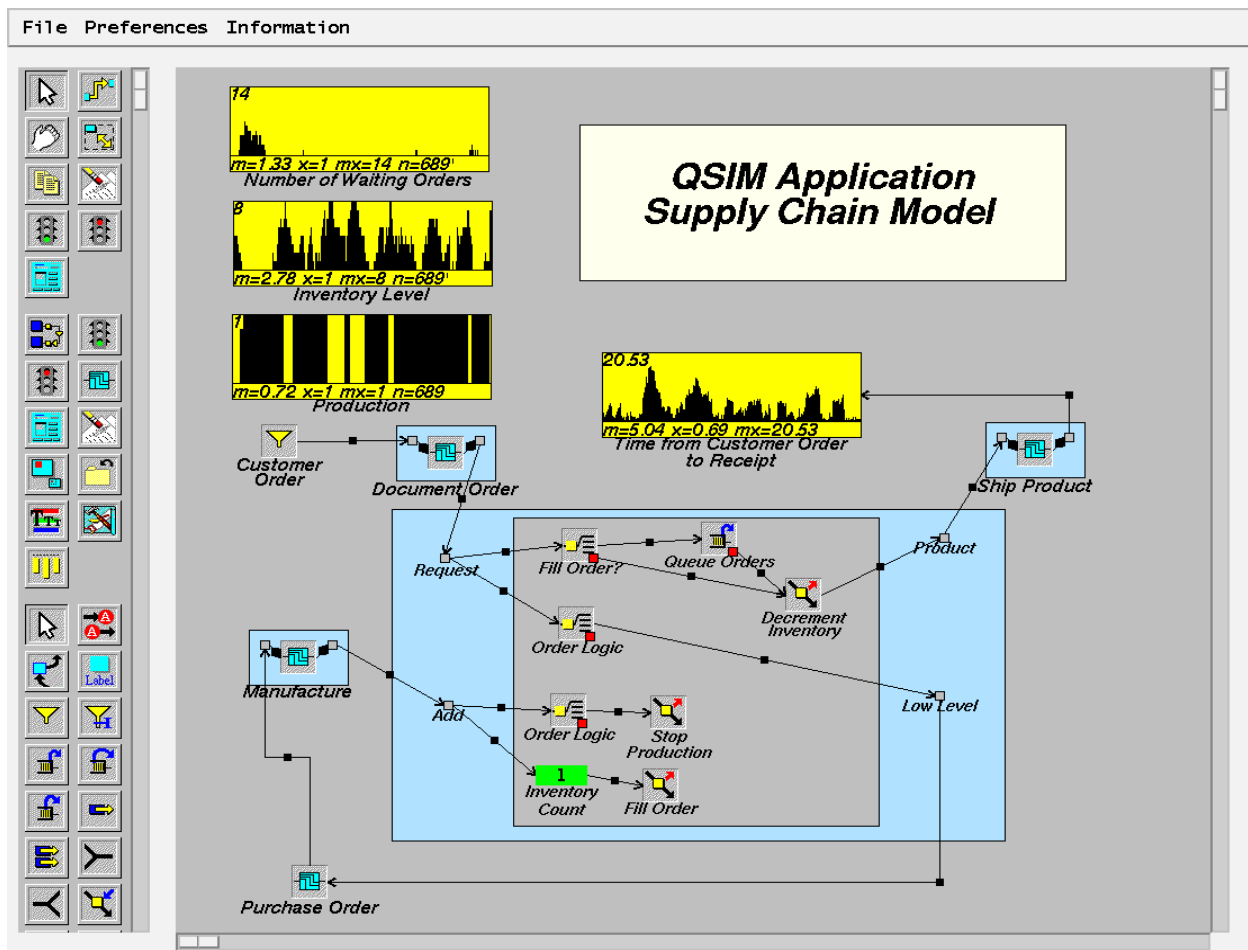 File Preferences Information
14
m=1.33 x=1 mx=14 n=689'
Number of Waiting Orders
QSIM Application
Supply Chain Model
8
m=2.78 x=1 mx=8 n=689'
Inventory Level
1
m=0.72 x=1 mx=1 n=689
Production
20.53
m=5.04 x=0.69 mx=20.53
Time from Customer Order
to Receipt
Customer
Order
Document Order
Ship Product
Request
Fill Order?
Queue Orders
Product
Decrement
Inventory
Order Logic
Manufacture
Add
Order Logic
Stop
Production
Low Level
1
Inventory
Count
Fill Order
Purchase Order
A
A
Label